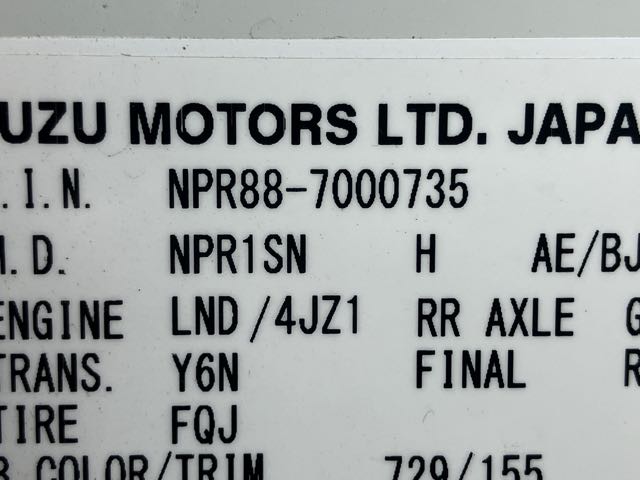 UZU MOTORS LTD. JAPA
.I.N. NPR88-7000735
M.D. NPR1SN H AE/BJ
ENGINE LND/4JZ1 RR AXLE G
TRANS. Y6N FINAL R
TIRE FQJ
B COLOR/TRIM 729/155